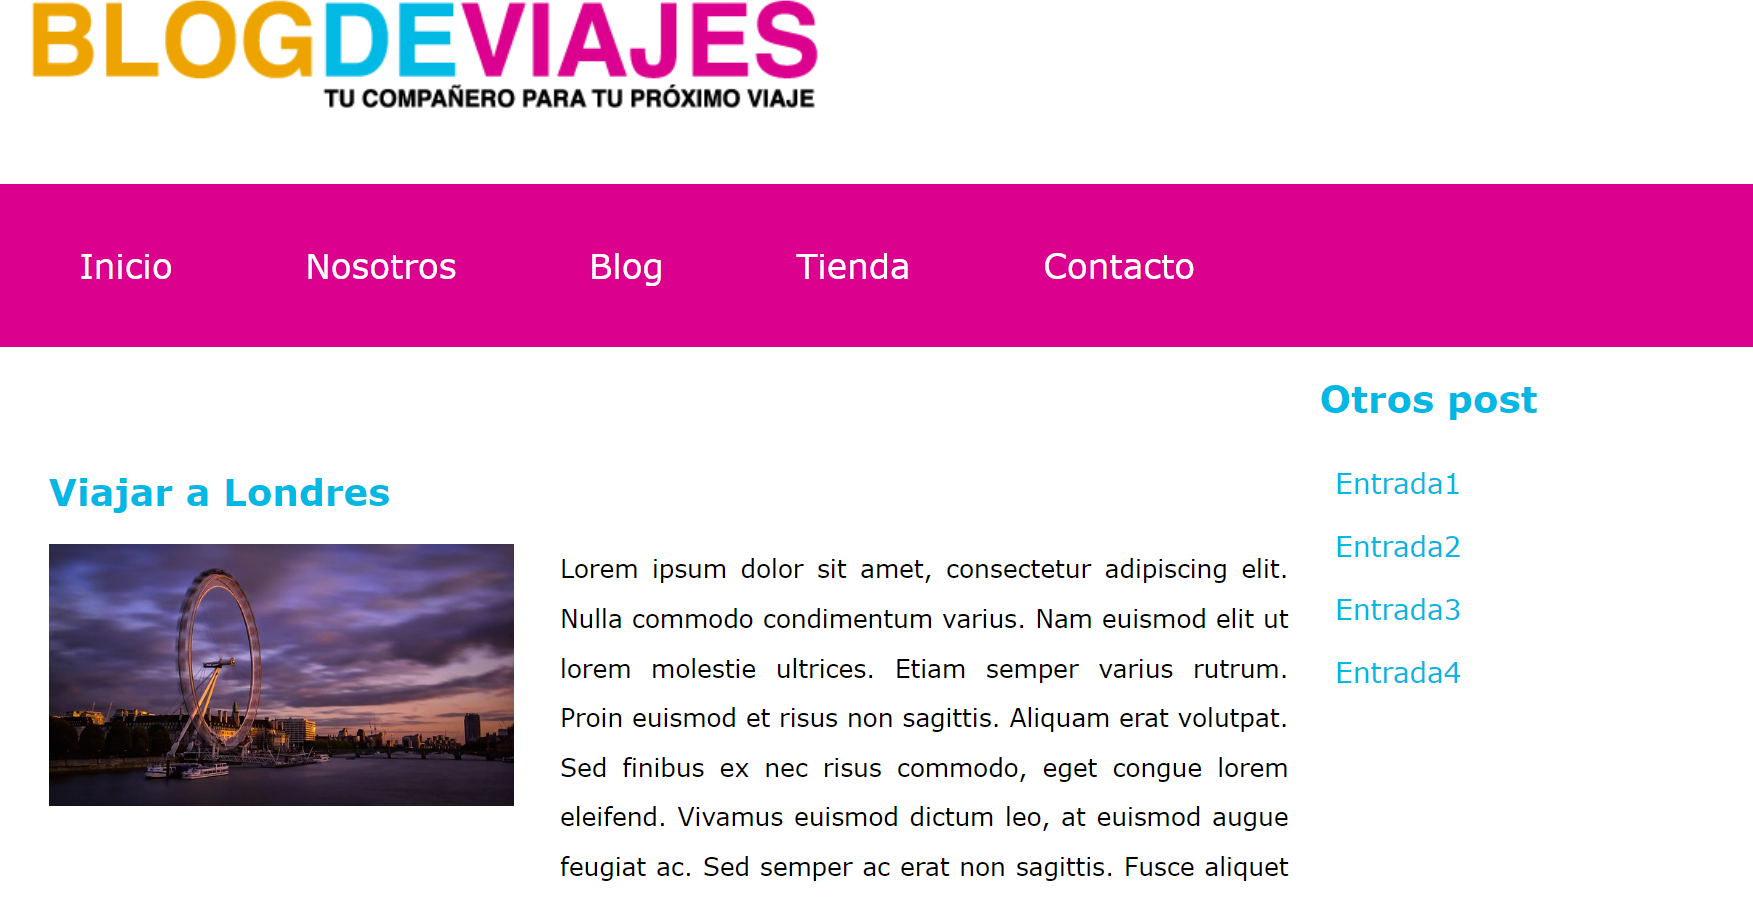 BLOGDEVIAJES
TU COMPAÑERO PARA TU PRÓXIMO VIAJE
Inicio Nosotros Blog Tienda Contacto
Viajar a Londres
Lorem ipsum dolor sit amet, consectetur adipiscing elit.
Nulla commodo condimentum varius. Nam euismod elit ut
lorem molestie ultrices. Etiam semper varius rutrum.
Proin euismod et risus non sagittis. Aliquam erat volutpat.
Sed finibus ex nec risus commodo, eget congue lorem
eleifend. Vivamus euismod dictum leo, at euismod augue
feugiat ac. Sed semper ac erat non sagittis. Fusce aliquet
Otros post
Entrada1
Entrada2
Entrada3
Entrada4